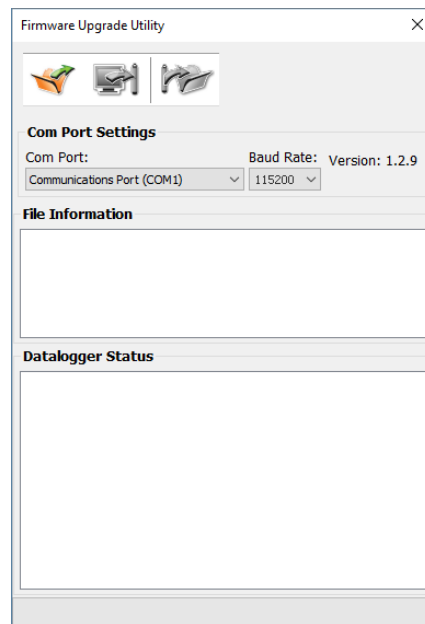 Firmware Upgrade Utility
Com Port Settings
Com Port: Baud Rate: Version: 1.2.9
Communications Port (COM1) 115200
File Information
Datalogger Status